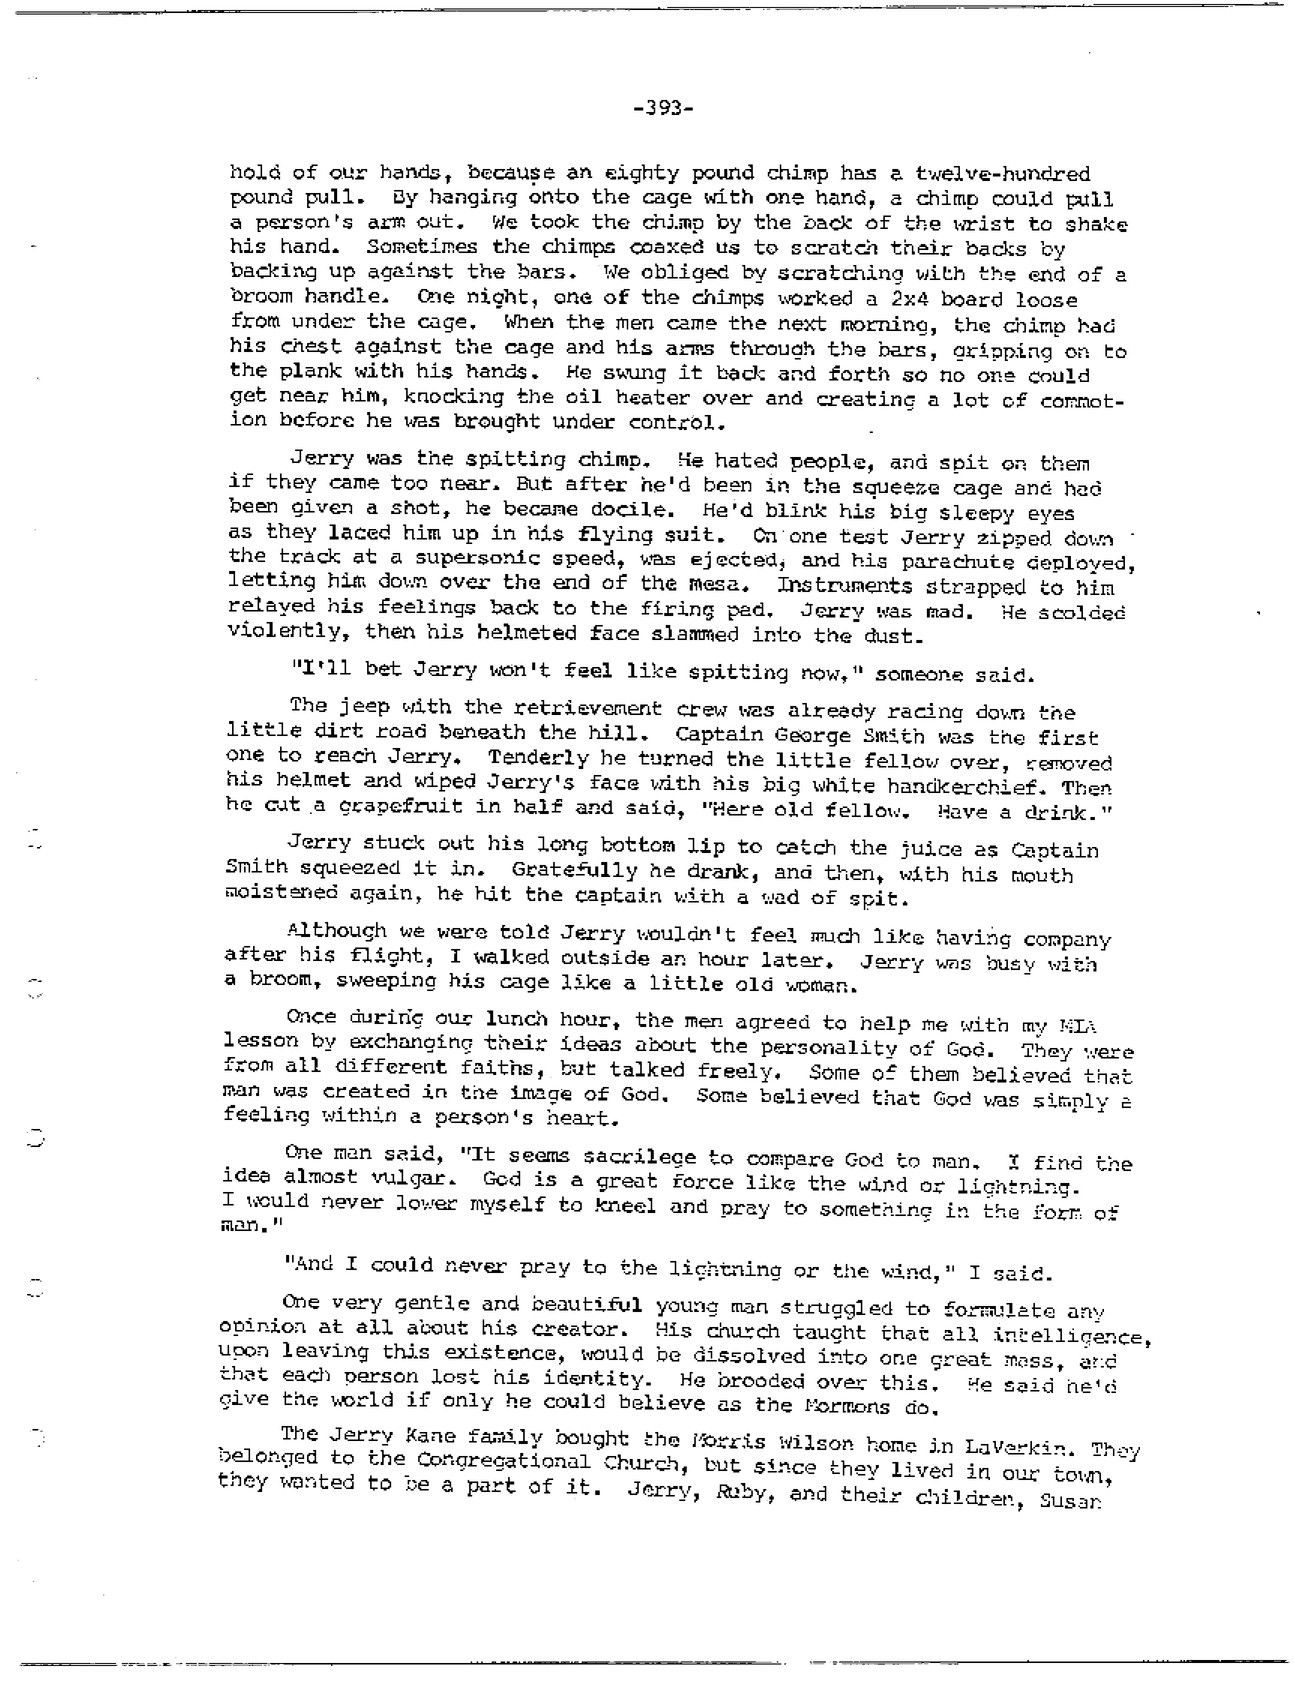 -393-
hold of our hands, because an eighty pound chimp has a twelve-hundred
pound pull. By hanging onto the cage with one hand, a chimp could pull
a person's arm out. We took the chimp by the back of the wrist to shake
his hand. Sometimes the chimps coaxed us to scratch their backs by
backing up against the bars. We obliged by scratching with the end of a
broom handle. One night, one of the chimps worked a 2x4 board loose
from under the cage. When the men came the next morning, the chimp had
his chest against the cage and his arms through the bars, gripping on to
the plank with his hands. He swung it back and forth so no one could
get near him, knocking the oil heater over and creating a lot of commot-
ion before he was brought under control.
Jerry was the spitting chimp. He hated people, and spit on them
if they came too near. But after he'd been in the squeeze cage and had
been given a shot, he became docile. He'd blink his big sleepy eyes
as they laced him up in his flying suit. On one test Jerry zipped down
the track at a supersonic speed, was ejected, and his parachute deployed,
letting him down over the end of the mesa. Instruments strapped to him
relayed his feelings back to the firing pad. Jerry was mad. He scolded
violently, then his helmeted face slammed into the dust.
"I'll bet Jerry won't feel like spitting now," someone said.
The jeep with the retrievement crew was already racing down the
little dirt road beneath the hill. Captain George Smith was the first
one to reach Jerry. Tenderly he turned the little fellow over, removed
his helmet and wiped Jerry's face with his big white handkerchief. Then
he cut a grapefruit in half and said, "Here old fellow. Have a drink."
Jerry stuck out his long bottom lip to catch the juice as Captain
Smith squeezed it in. Gratefully he drank, and then, with his mouth
moistened again, he hit the captain with a wad of spit.
Although we were told Jerry wouldn't feel much like having company
after his flight, I walked outside an hour later. Jerry was busy with
a broom, sweeping his cage like a little old woman.
Once during our lunch hour, the men agreed to help me with my MIA
lesson by exchanging their ideas about the personality of God. They were
from all different faiths, but talked freely. Some of them believed that
man was created in the image of God. Some believed that God was simply a
feeling within a person's heart.
One man said, "It seems sacrilege to compare God to man. I find the
idea almost vulgar. God is a great force like the wind or lightning.
I would never lower myself to kneel and pray to something in the form of
man."
"And I could never pray to the lightning or the wind," I said.
One very gentle and beautiful young man struggled to formulate any
opinion at all about his creator. His church taught that all intelligence,
upon leaving this existence, would be dissolved into one great mass, and
that each person lost his identity. He brooded over this. He said he'd
give the world if only he could believe as the Mormons do.
The Jerry Kane family bought the Morris Wilson home in LaVerkin. They
belonged to the Congregational Church, but since they lived in our town,
they wanted to be a part of it. Jerry, Ruby, and their children, Susan